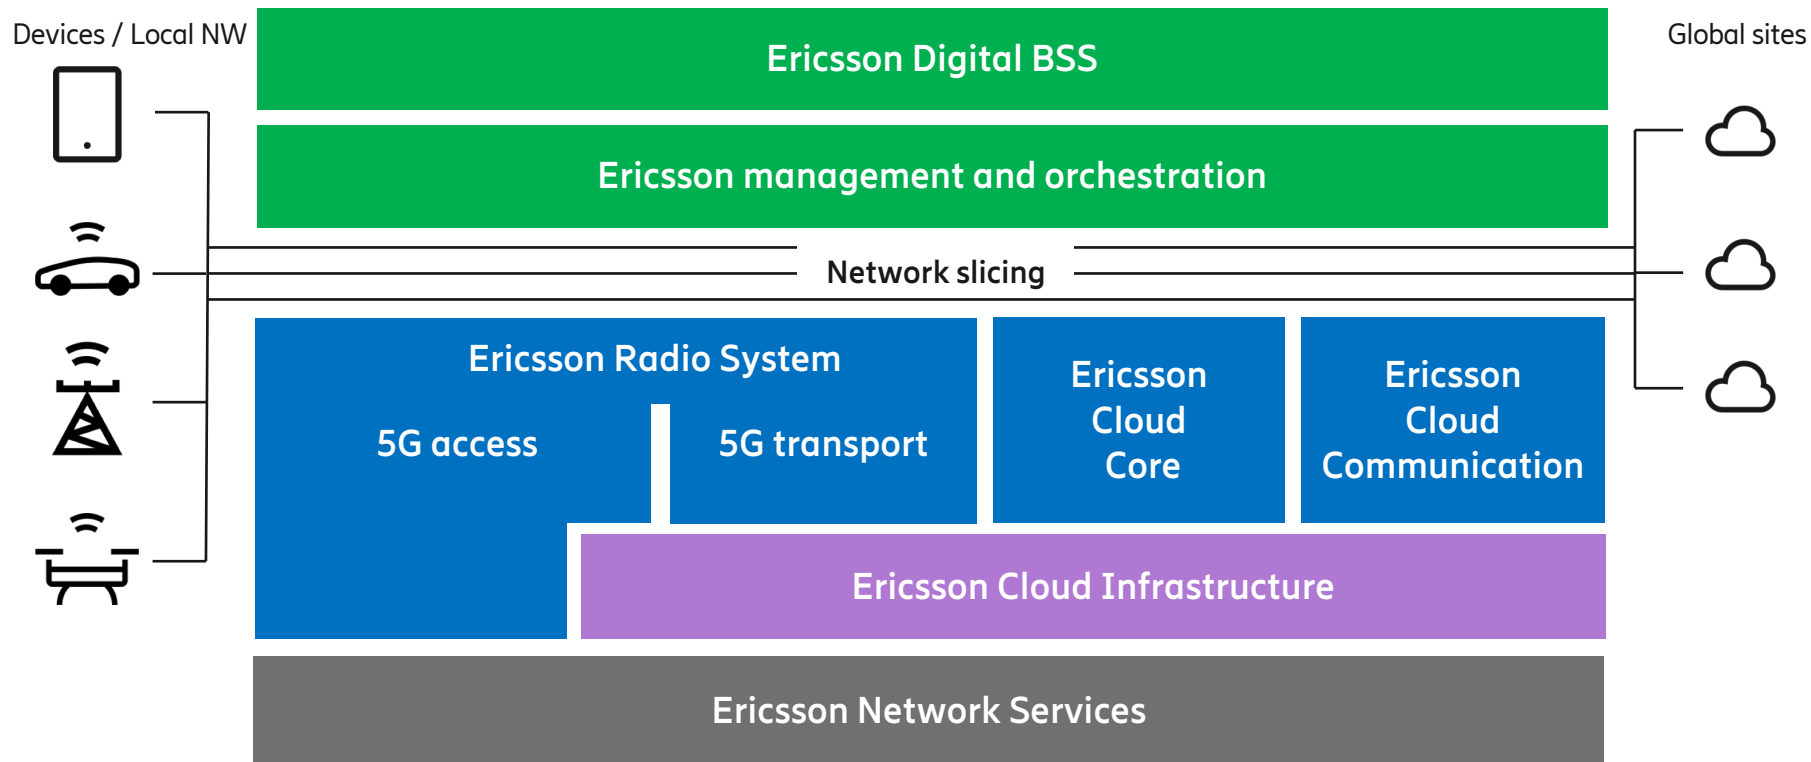 Devices / Local NW
Global sites
Ericsson Digital BSS
Ericsson management and orchestration
Network slicing
Ericsson Radio System
5G access
5G transport
Ericsson
Cloud
Core
Ericsson
Cloud
Communication
Ericsson Cloud Infrastructure
Ericsson Network Services